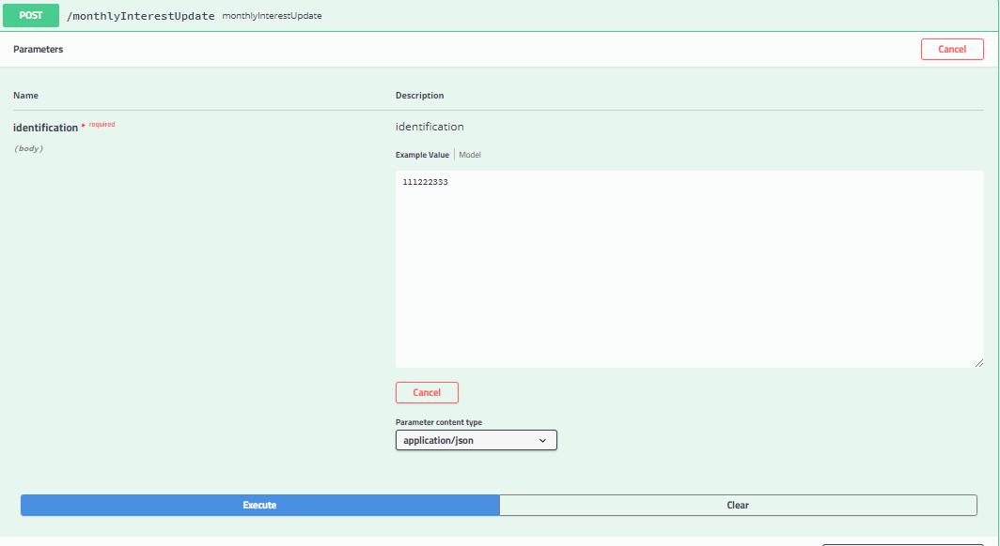 POST /monthlyInterestUpdate monthlyInterestUpdate
Parameters Cancel
Name Description
identification * required identification
(body)
Example Value Model
111222333
Cancel
Parameter content type
application/json
Execute Clear